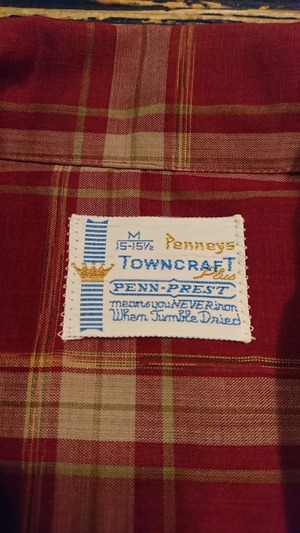 M
15-15½
Penneys
TOWNCRAFT
Plus
PENN-PREST
means you NEVER iron
When Tumble Dried